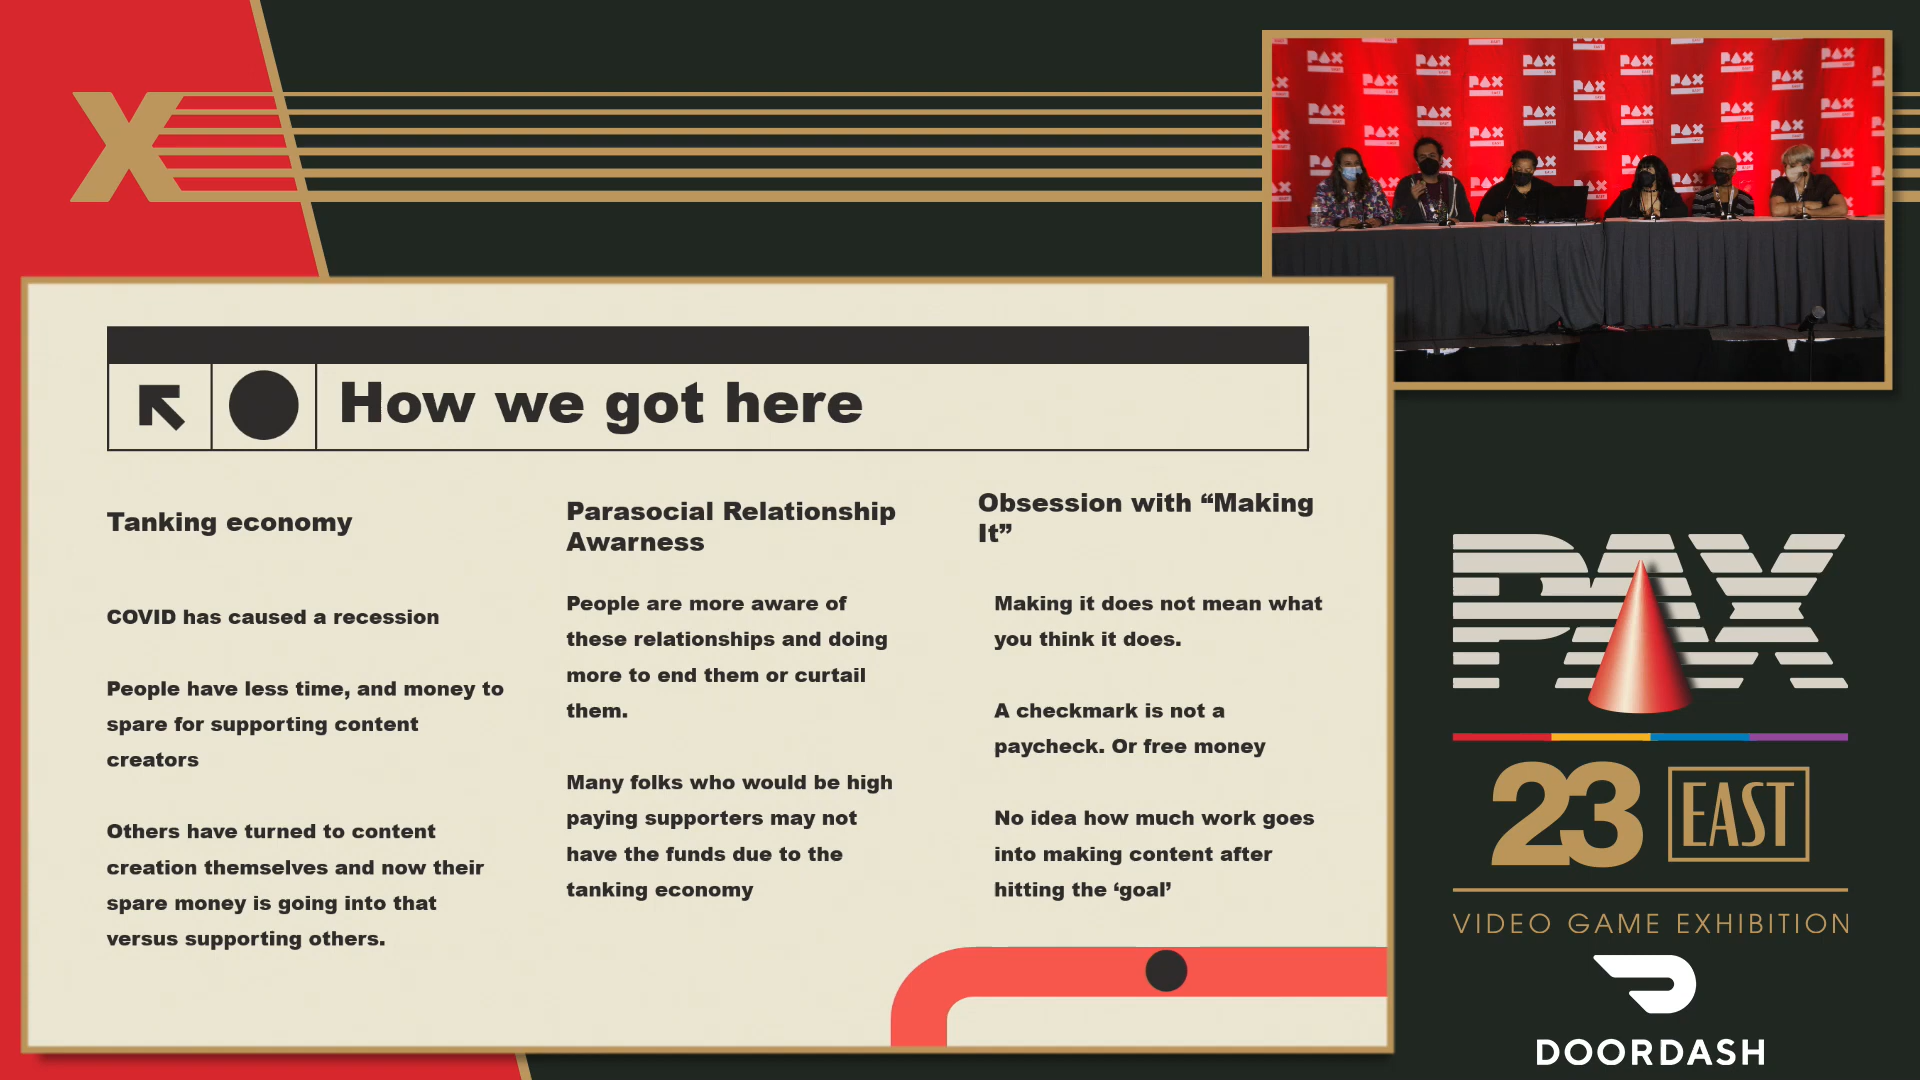 X
How we got here
Tanking economy
COVID has caused a recession
People have less time, and money to
spare for supporting content
creators
Others have turned to content
creation themselves and now their
spare money is going into that
versus supporting others.
Parasocial Relationship
Awarness
People are more aware of
these relationships and doing
more to end them or curtail
them.
Many folks who would be high
paying supporters may not
have the funds due to the
tanking economy
Obsession with “Making
It”
Making it does not mean what
you think it does.
A checkmark is not a
paycheck. Or free money
No idea how much work goes
into making content after
hitting the ‘goal’
PAX
23 EAST
VIDEO GAME EXHIBITION
DOORDASH